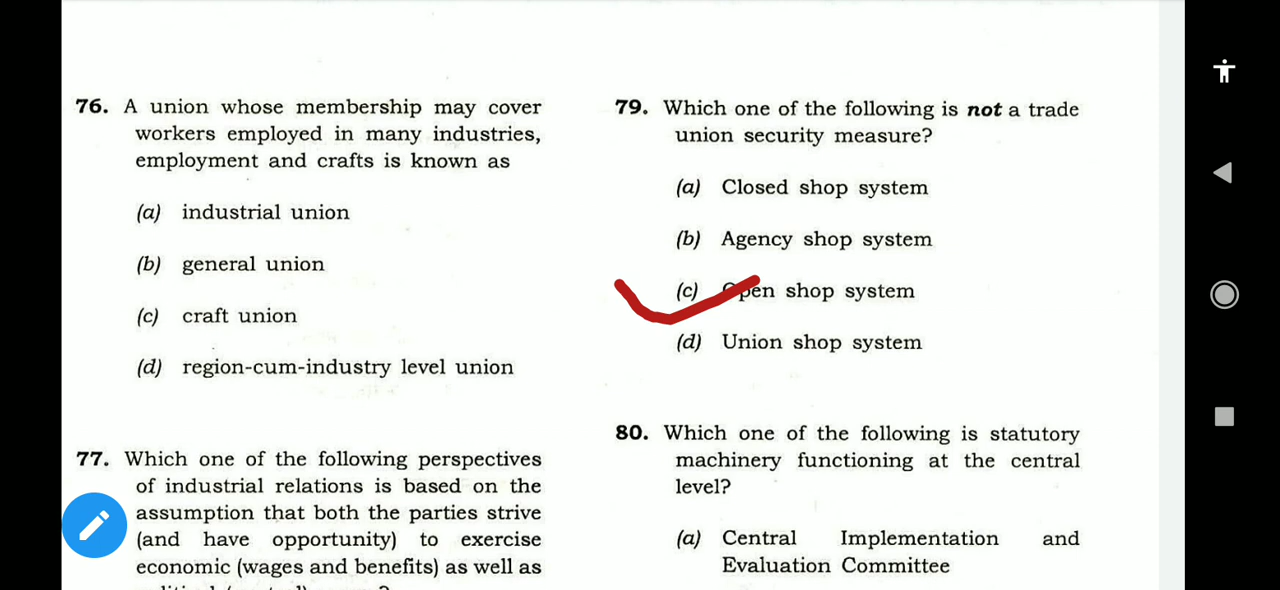 76. A union whose membership may cover
workers employed in many industries,
employment and crafts is known as
(a) industrial union
(b) general union
(c) craft union
(d) region-cum-industry level union
77. Which one of the following perspectives
of industrial relations is based on the
assumption that both the parties strive
(and have opportunity) to exercise
economic (wages and benefits) as well as
79. Which one of the following is not a trade
union security measure?
(a) Closed shop system
(b) Agency shop system
(c) Open shop system
(d) Union shop system
80. Which one of the following is statutory
machinery functioning at the central
level?
(a) Central Implementation and
Evaluation Committee